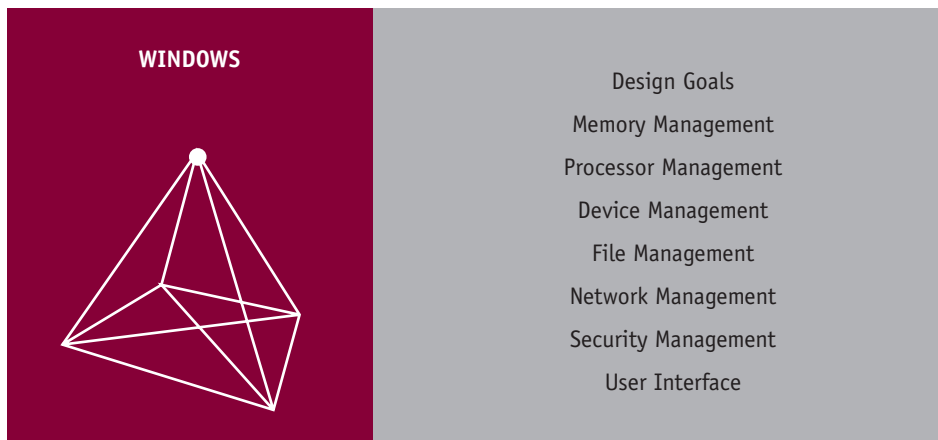 WINDOWS
Design Goals
Memory Management
Processor Management
Device Management
File Management
Network Management
Security Management
User Interface